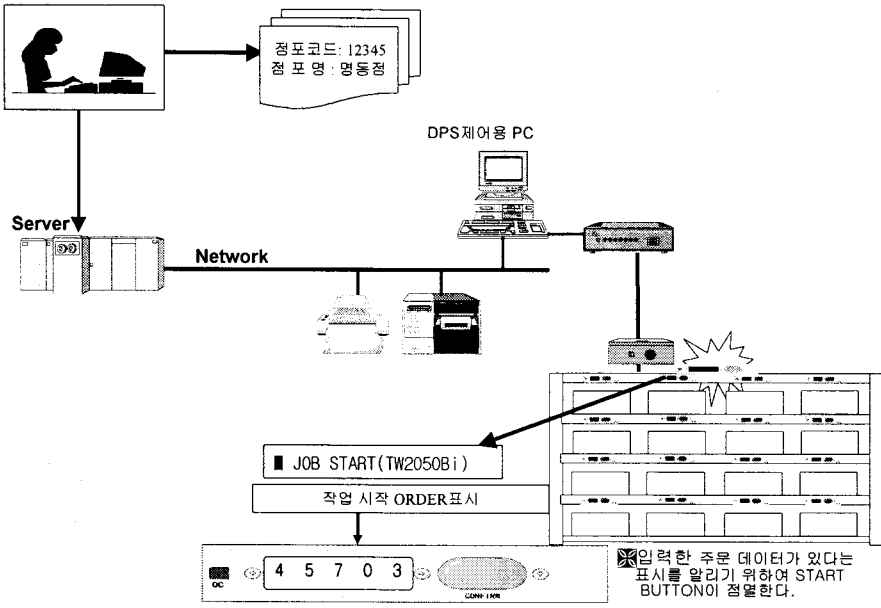 점포코드: 12345
점 포 명 : 명동점
DPS제어용 PC
Server
Network
■ JOB START(TW2050Bi)
작업 시작 ORDER표시
4 5 7 0 3
OC
CONFIRM
※입력한 주문 데이터가 있다는
표시를 알리기 위하여 START
BUTTON이 점멸한다.